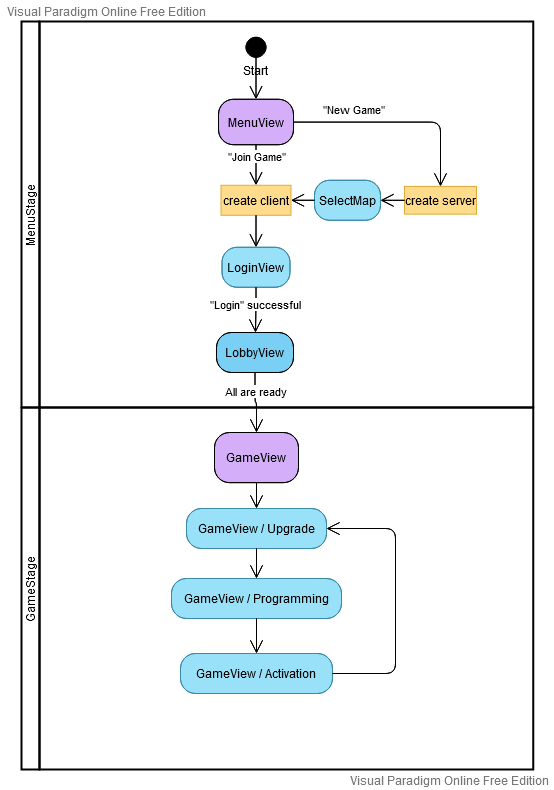 Visual Paradigm Online Free Edition
Start
MenuView
"New Game"
"Join Game"
create client
SelectMap
create server
MenuStage
LoginView
"Login" successful
LobbyView
All are ready
GameView
GameView / Upgrade
GameStage
GameView / Programming
GameView / Activation
Visual Paradigm Online Free Edition